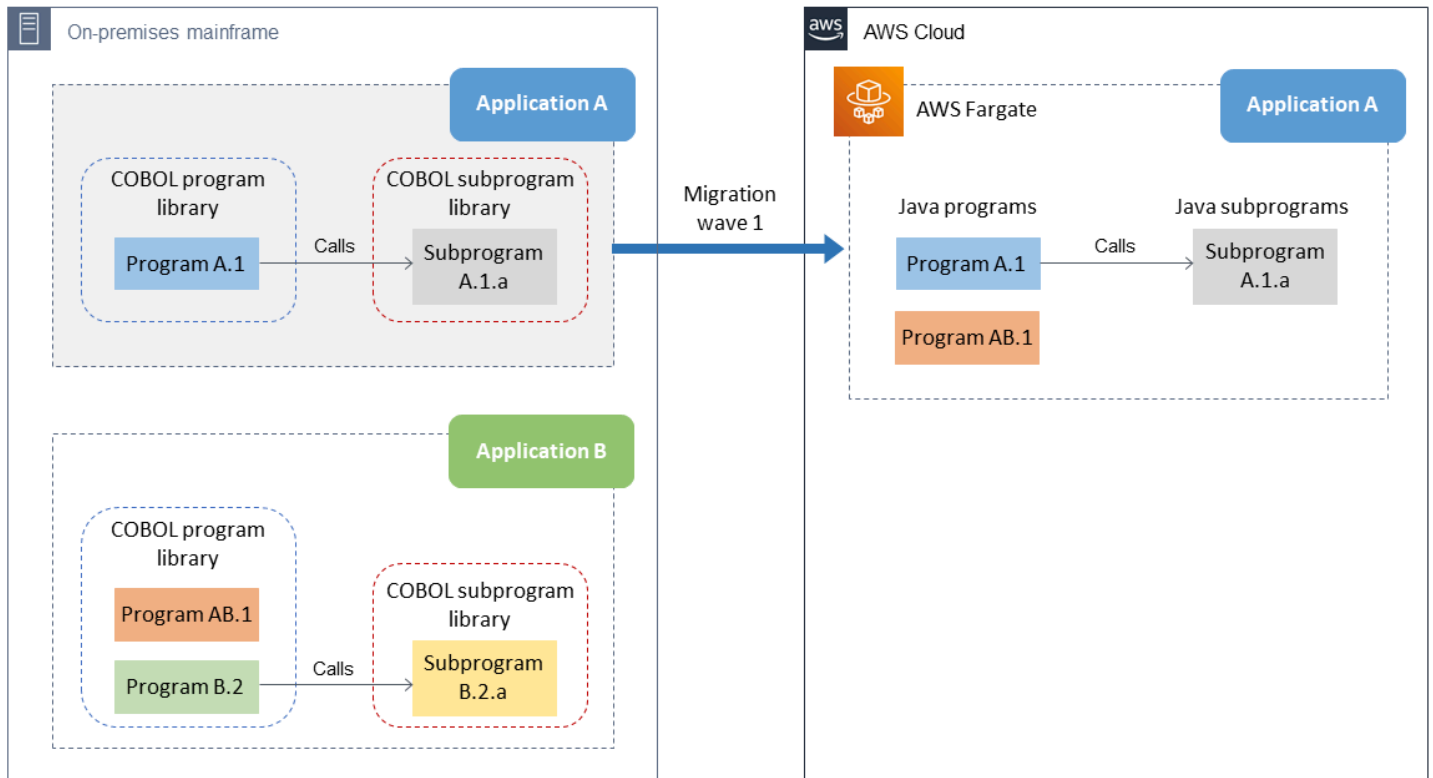 On-premises mainframe
Application A
COBOL program
library
Program A.1
Calls
COBOL subprogram
library
Subprogram
A.1.a
Application B
COBOL program
library
Program AB.1
Program B.2
Calls
COBOL subprogram
library
Subprogram
B.2.a
Migration
wave 1
aws
AWS Cloud
AWS Fargate
Application A
Java programs
Program A.1
Calls
Java subprograms
Subprogram
A.1.a
Program AB.1